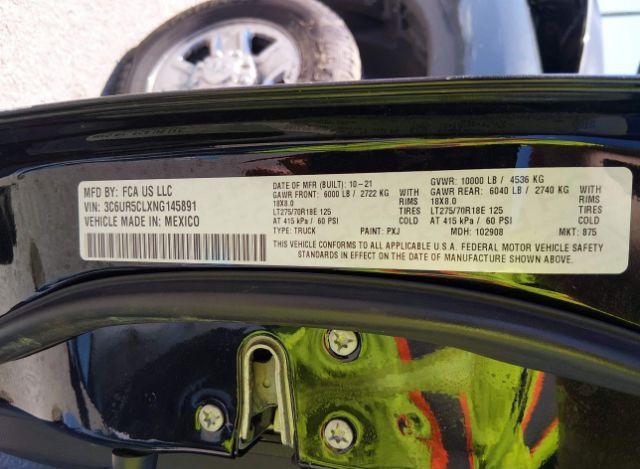 MFD BY: FCA US LLC
VIN: 3C6UR5CLXNG145891
VEHICLE MADE IN: MEXICO
DATE OF MFR (BUILT): 10-21
GAWR FRONT: 6000 LB / 2722 KG
18X8.0 WITH
LT275/70R18E 125 TIRES
AT 415 kPa / 60 PSI COLD
TYPE: TRUCK PAINT: PXJ
GVWR: 10000 LB / 4536 KG
GAWR REAR: 6040 LB / 2740 KG
18X8.0 WITH
LT275/70R18E 125 TIRES
AT 415 kPa / 60 PSI COLD
MDH: 102908 MKT: 875
THIS VEHICLE CONFORMS TO ALL APPLICABLE U.S.A. FEDERAL MOTOR VEHICLE SAFETY
STANDARDS IN EFFECT ON THE DATE OF MANUFACTURE SHOWN ABOVE.